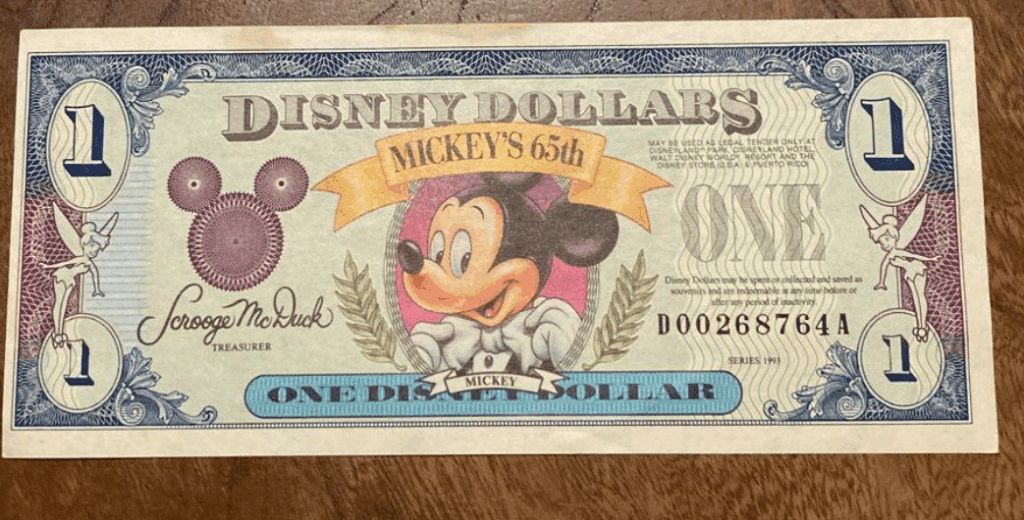 1
DISNEY DOLLARS
1
MICKEY'S 65th
MAY BE USED AS LEGAL TENDER ONLY AT
DISNEYLAND PARK, DISNEYLAND HOTEL,
WALT DISNEY WORLD RESORT AND THE
DISNEY STORE (U.S.A. & PUERTO RICO)
ONE
Disney Dollars may be spent or collected and saved as
souvenirs and are redeemable at any time before or
after any period of inactivity.
Scrooge McDuck
TREASURER
D00268764A
SERIES 1993
1
MICKEY
1
ONE DISNEY DOLLAR